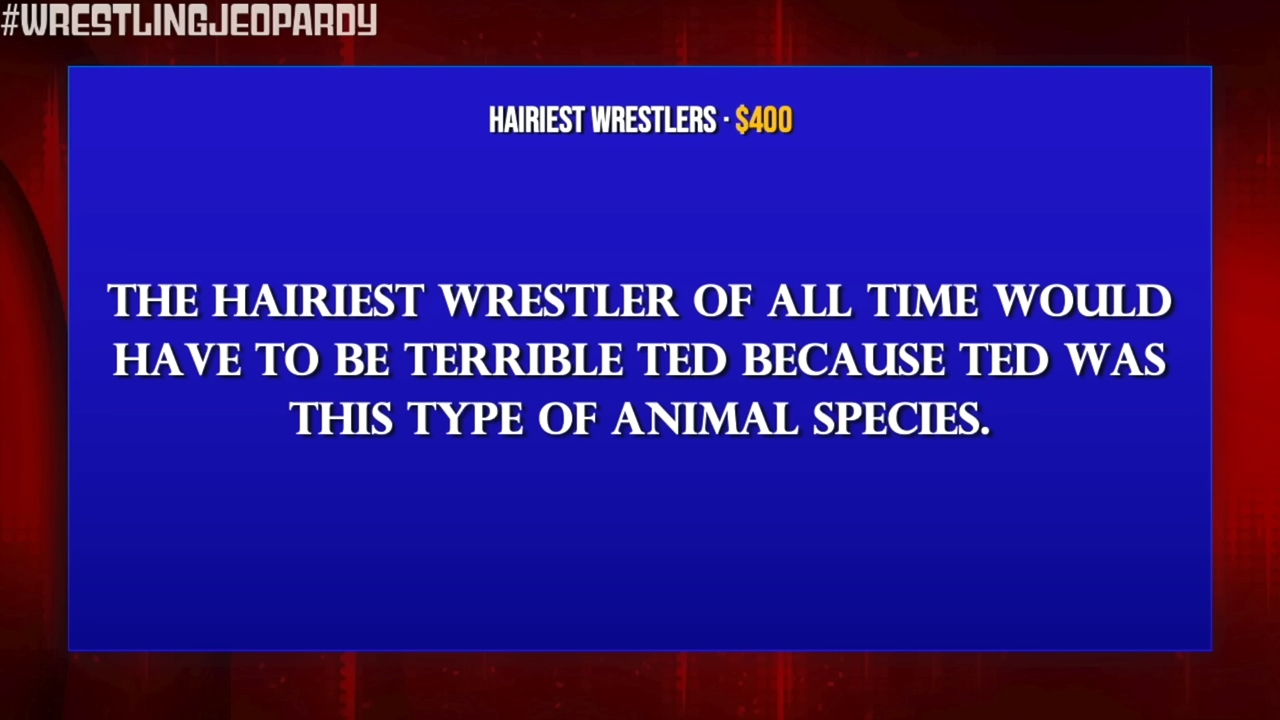 #WRESTLINGJEOPARDY
HAIRIEST WRESTLERS · $400
THE HAIRIEST WRESTLER OF ALL TIME WOULD
HAVE TO BE TERRIBLE TED BECAUSE TED WAS
THIS TYPE OF ANIMAL SPECIES.